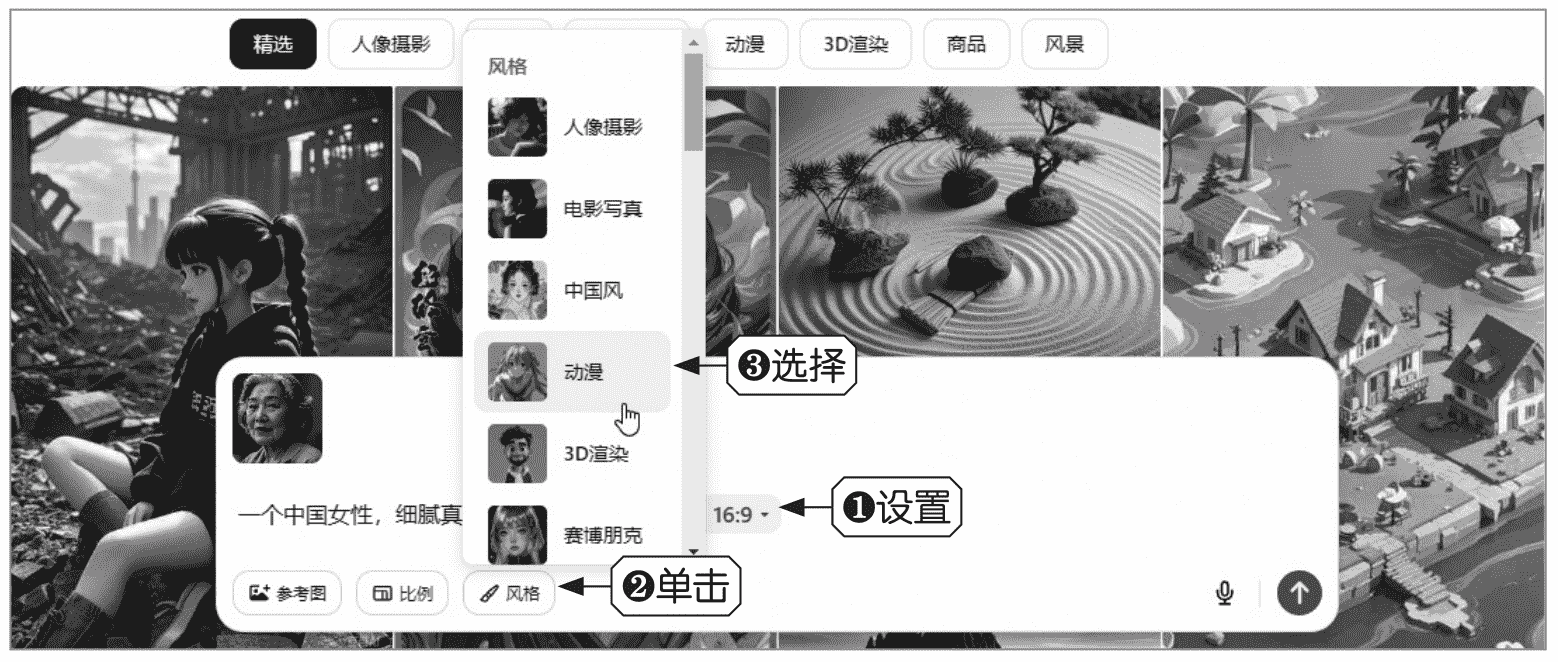 精选 人像摄影 动漫 3D渲染 商品 风景
风格
人像摄影
电影写真
中国风
动漫
❸选择
3D渲染
赛博朋克
一个中国女性，细腻真
16:9
❶设置
参考图 比例 风格
❷单击